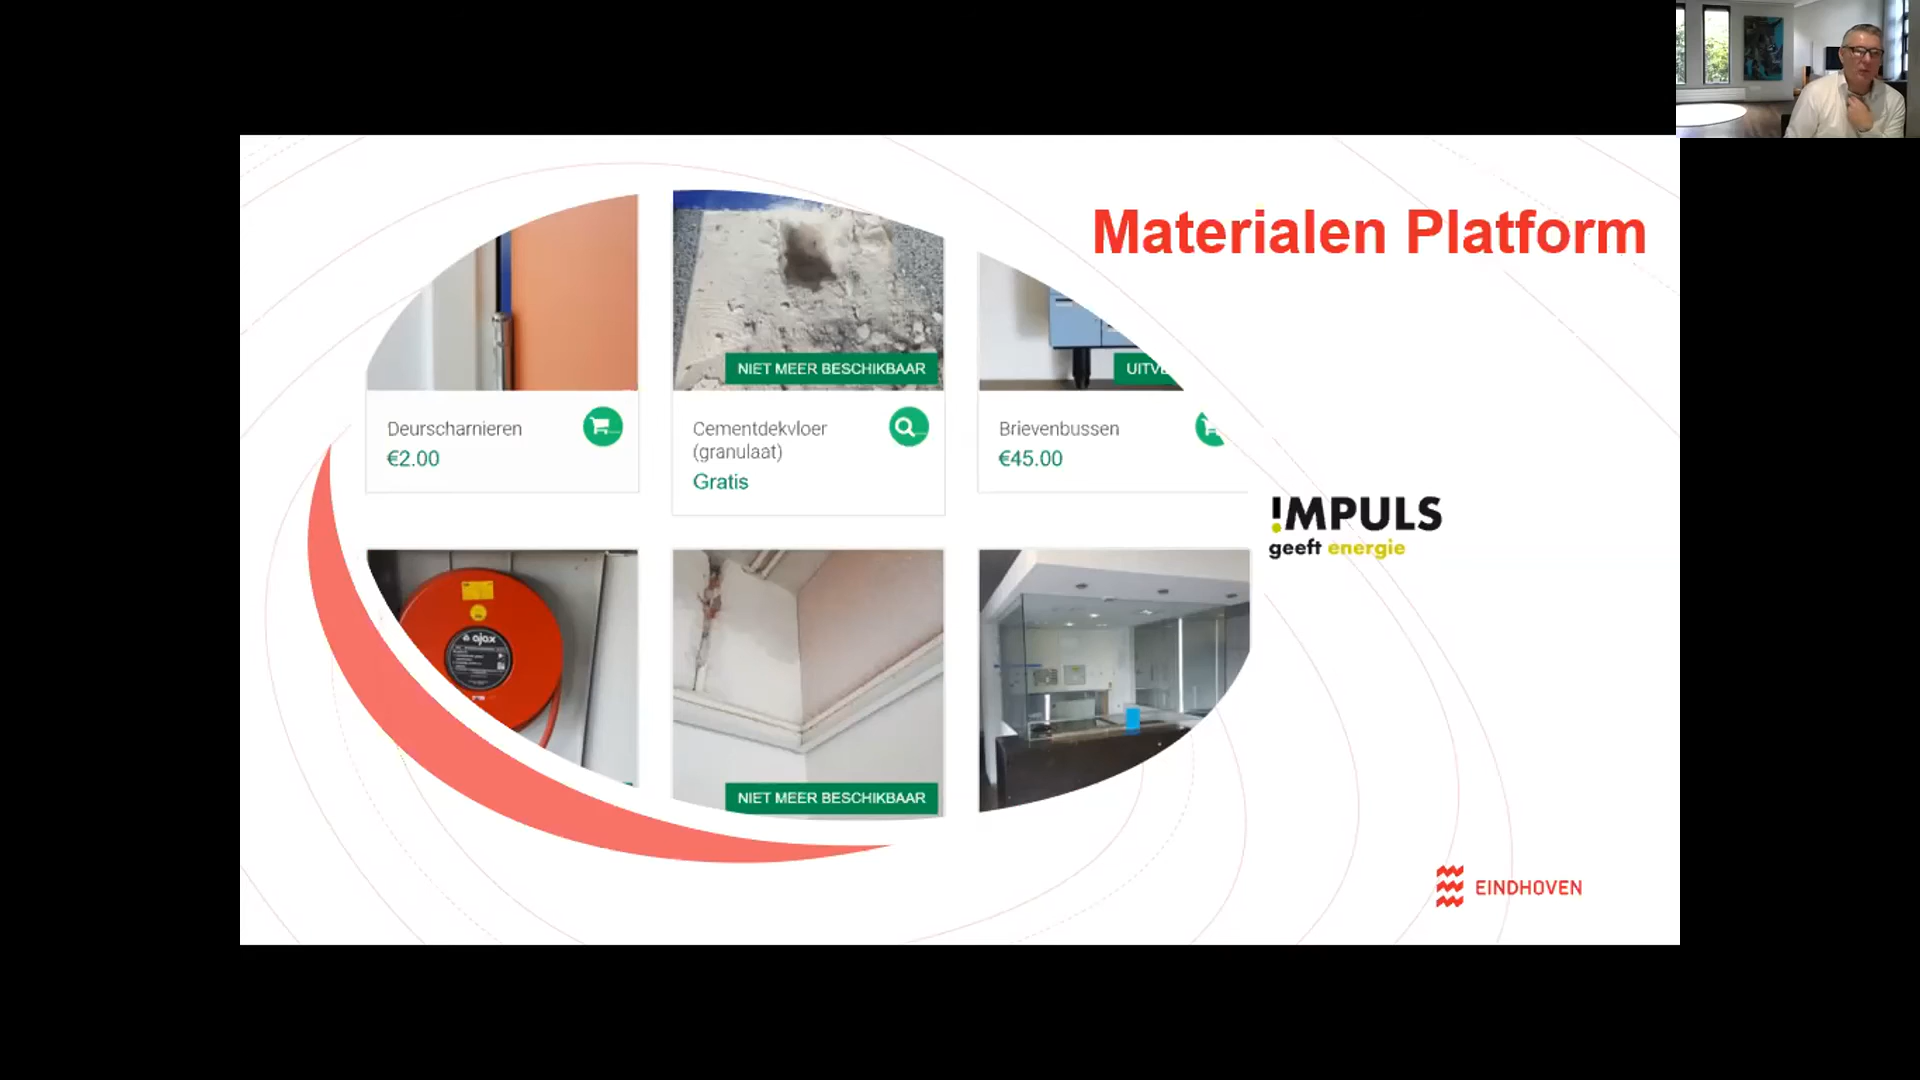 Materialen Platform
NIET MEER BESCHIKBAAR
UITVE
Deurscharnieren
€2.00
Cementdekvloer
(granulaat)
Gratis
Brievenbussen
€45.00
!MPULS
geeft energie
ajax
NIET MEER BESCHIKBAAR
EINDHOVEN